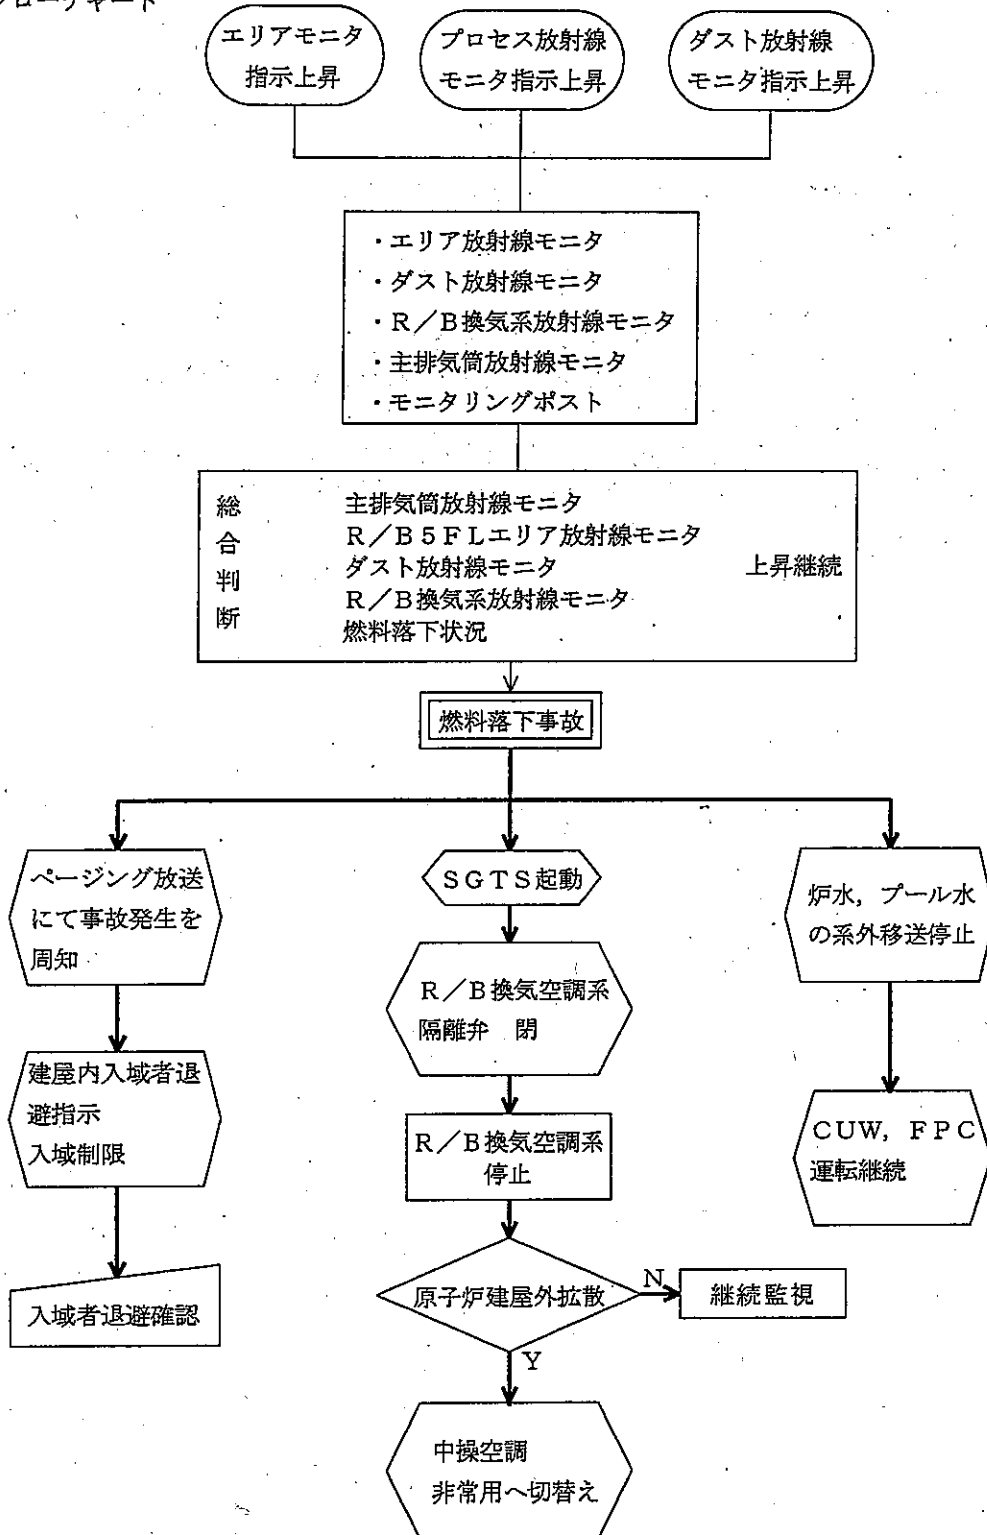 フローチャート
エリアモニタ
指示上昇
プロセス放射線
モニタ指示上昇
ダスト放射線
モニタ指示上昇
・エリア放射線モニタ
・ダスト放射線モニタ
・R／B換気系放射線モニタ
・主排気筒放射線モニタ
・モニタリングポスト
総
合
判
断
主排気筒放射線モニタ
R／B５FLエリア放射線モニタ
ダスト放射線モニタ
R／B換気系放射線モニタ
燃料落下状況
上昇継続
燃料落下事故
ページング放送
にて事故発生を
周知
建屋内入域者退
避指示
入域制限
入域者退避確認
SGTS起動
R／B換気空調系
隔離弁　閉
R／B換気空調系
停止
原子炉建屋外拡散
N
継続監視
Y
中操空調
非常用へ切替え
炉水，プール水
の系外移送停止
CUW，FPC
運転継続